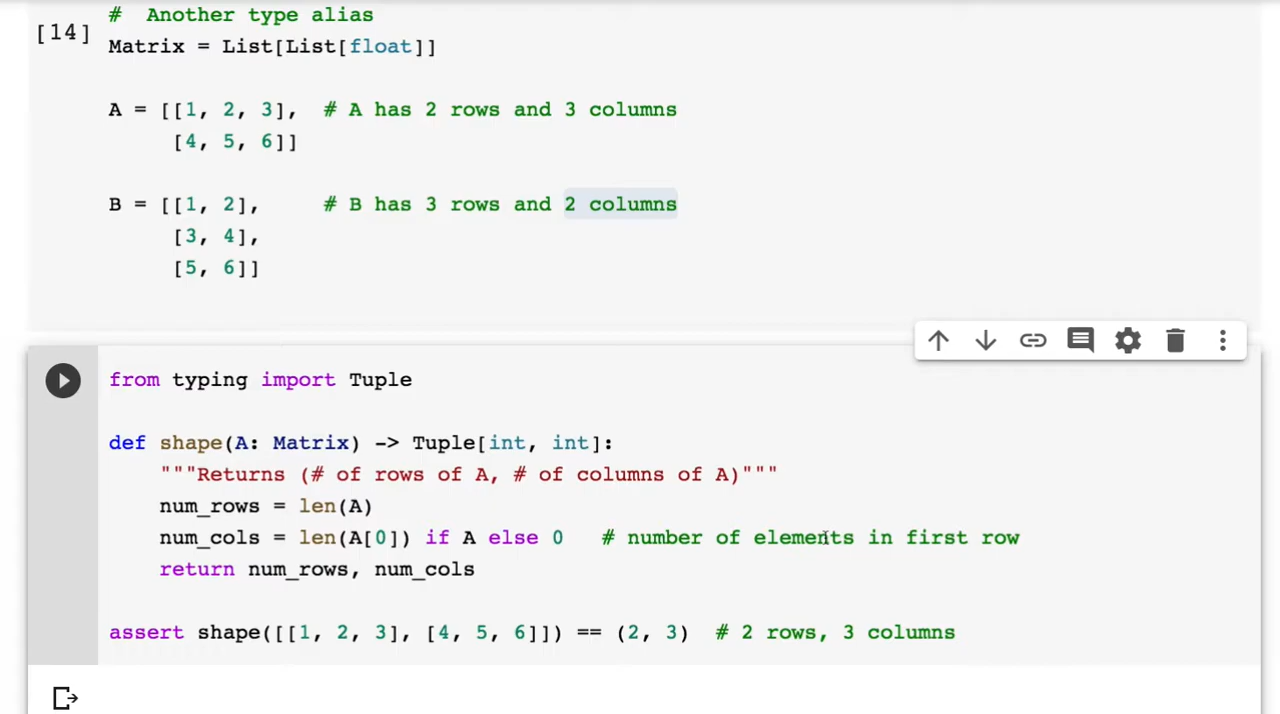 #  Another type alias
[14]
Matrix = List[List[float]]
A = [[1, 2, 3],  # A has 2 rows and 3 columns
     [4, 5, 6]]
B = [[1, 2],     # B has 3 rows and 2 columns
     [3, 4],
     [5, 6]]
from typing import Tuple
def shape(A: Matrix) -> Tuple[int, int]:
    """Returns (# of rows of A, # of columns of A)"""
    num_rows = len(A)
    num_cols = len(A[0]) if A else 0   # number of elements in first row
    return num_rows, num_cols
assert shape([[1, 2, 3], [4, 5, 6]]) == (2, 3)  # 2 rows, 3 columns